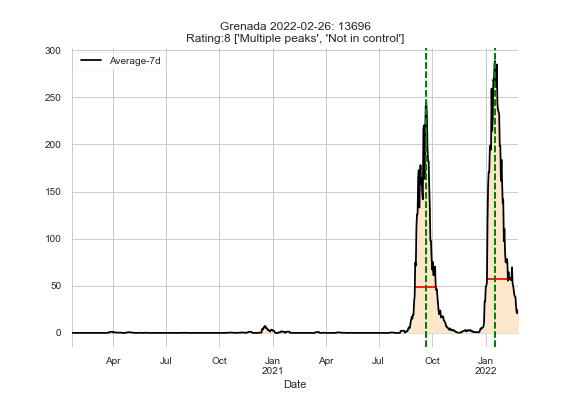 Grenada 2022-02-26: 13696
Rating:8 ['Multiple peaks', 'Not in control']
Average-7d
300
250
200
150
100
50
0
Apr Jul Oct Jan Apr Jul Oct Jan
2021 2022
Date